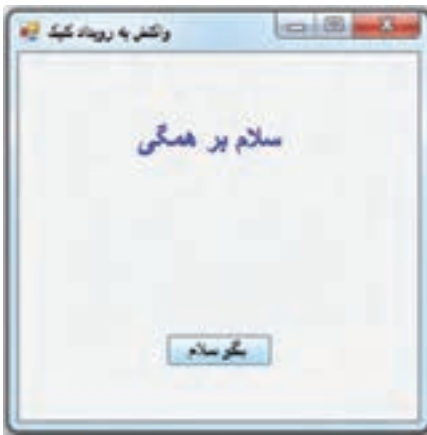 واکنش به رویداد کلیک
سلام بر همگی
بگو سلام